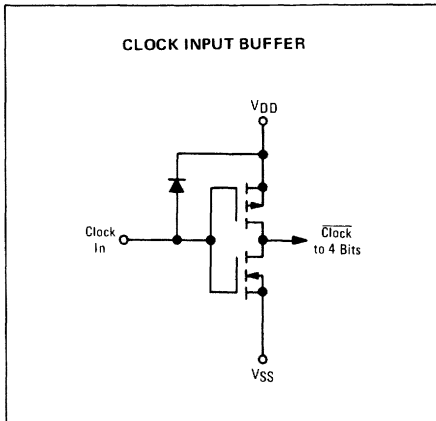 CLOCK INPUT BUFFER
VDD
Clock
In
Clock
to 4 Bits
VSS